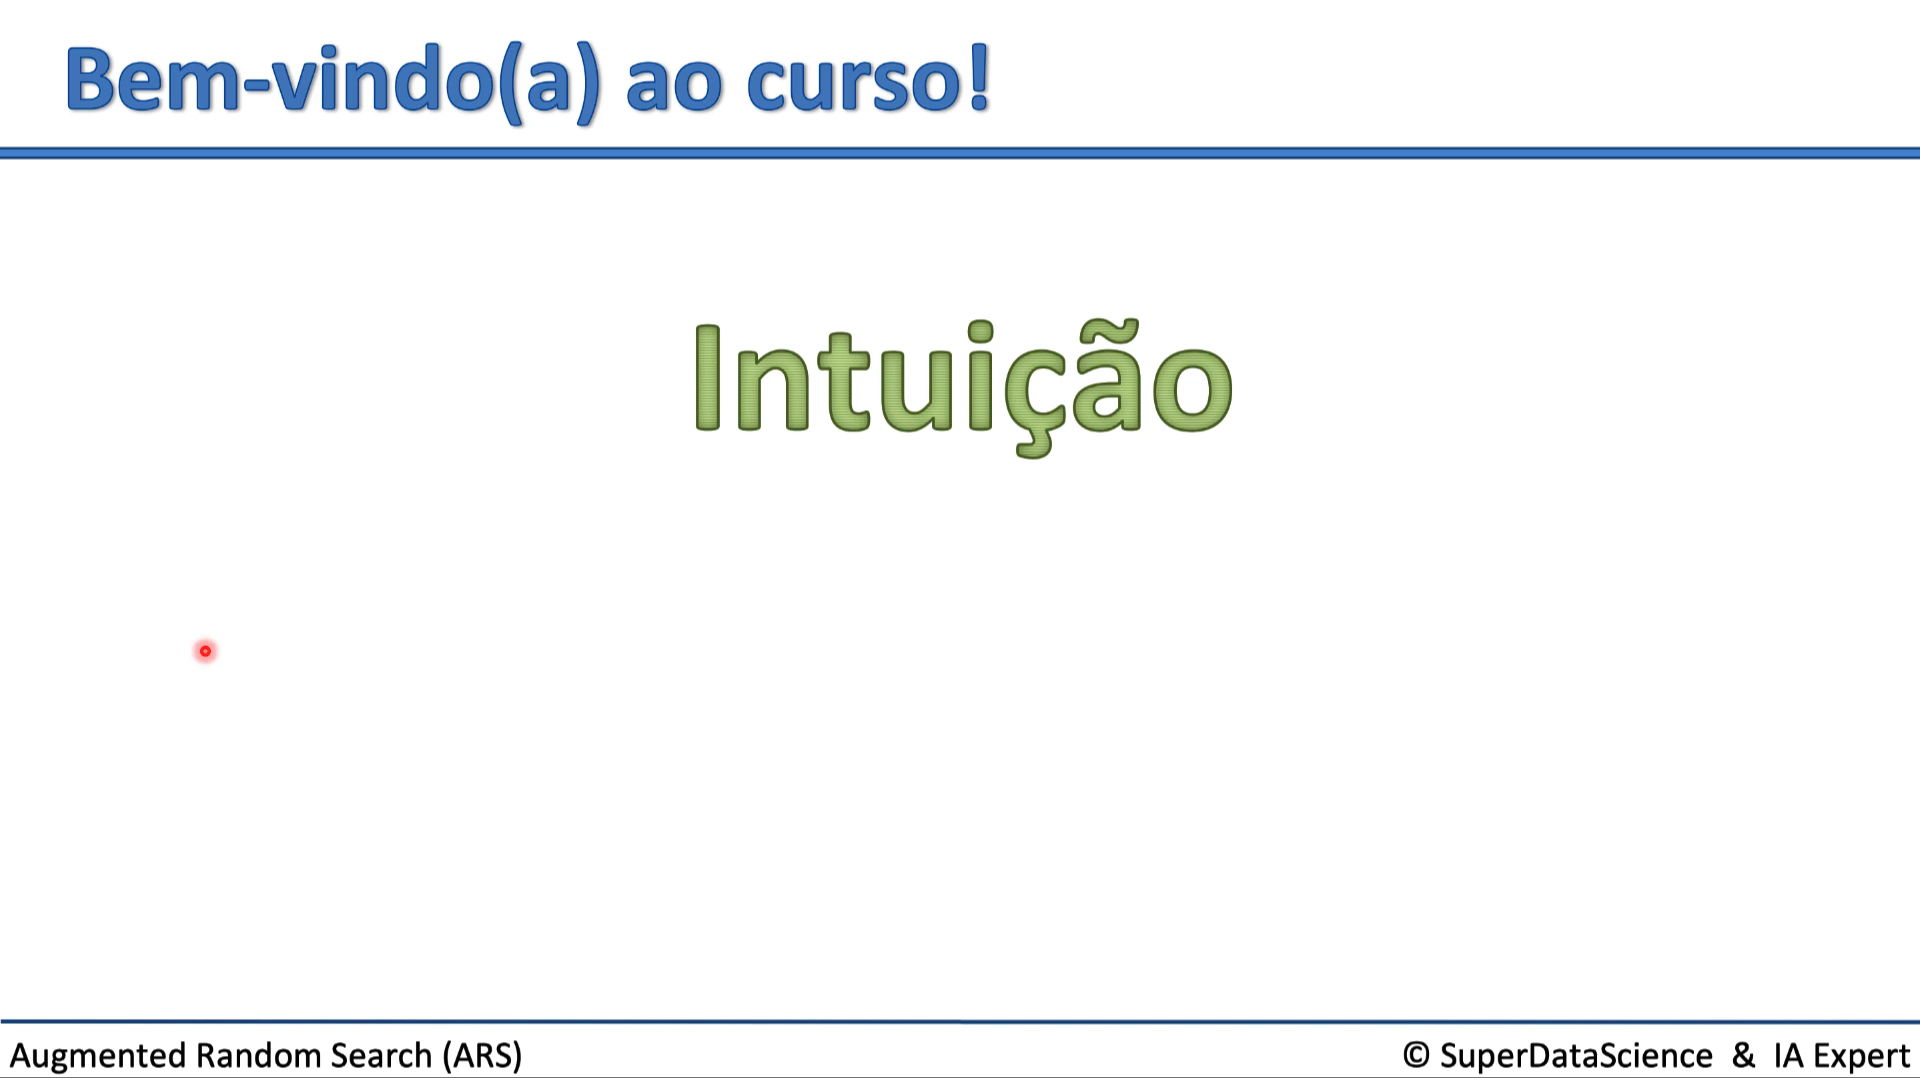 Bem-vindo(a) ao curso!
Intuição
Augmented Random Search (ARS)
© SuperDataScience & IA Expert